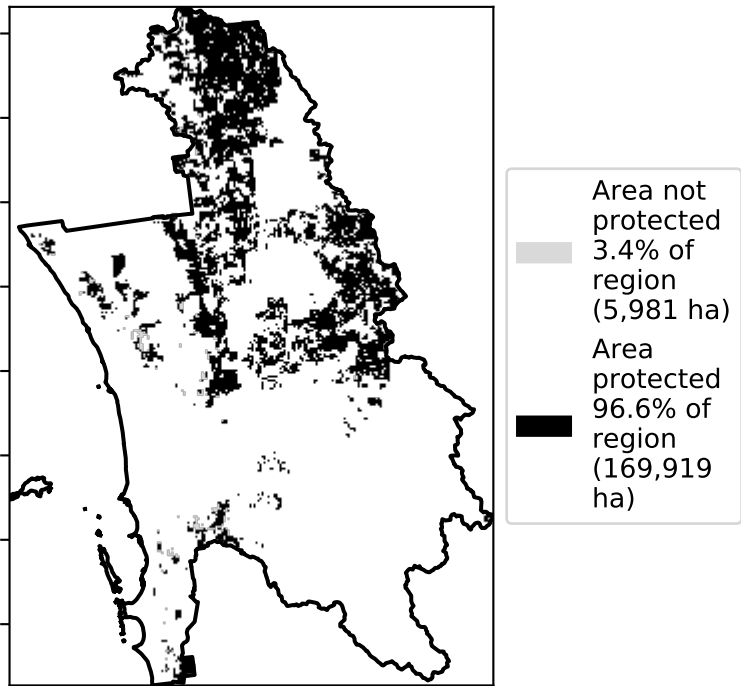 Area not
protected
3.4% of
region
(5,981 ha)
Area
protected
96.6% of
region
(169,919
ha)